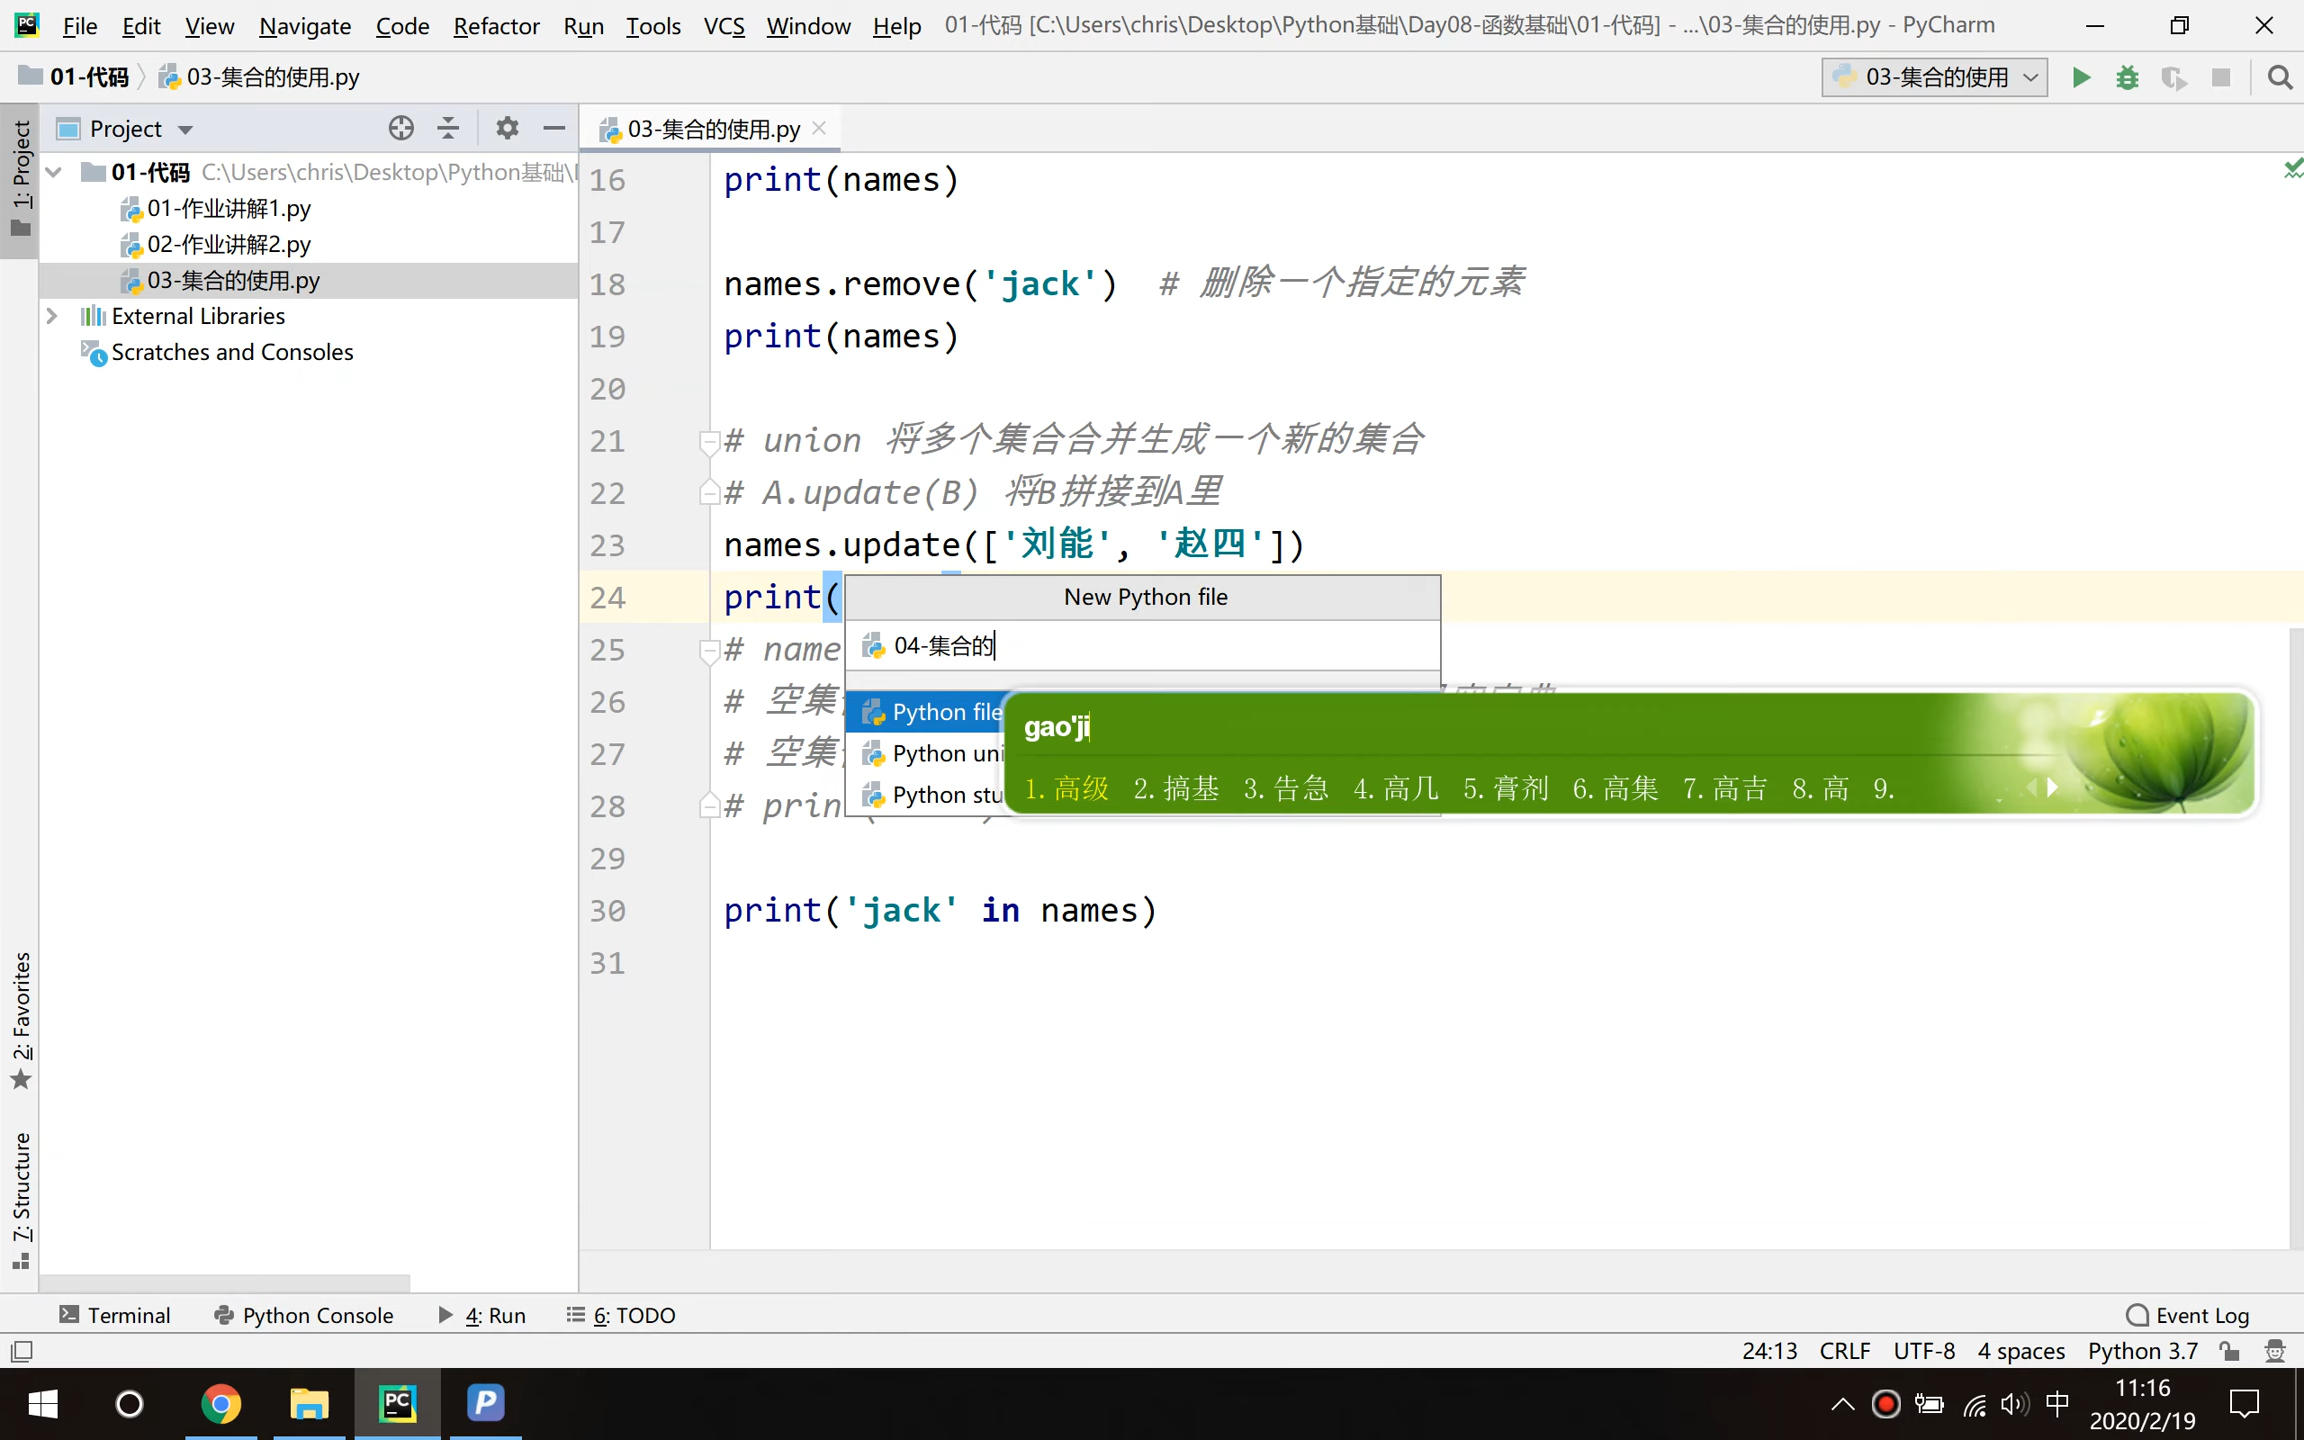 File Edit View Navigate Code Refactor Run Tools VCS Window Help 01-代码 [C:\Users\chris\Desktop\Python基础\Day08-函数基础\01-代码] - ...\03-集合的使用.py - PyCharm
01-代码 03-集合的使用.py 03-集合的使用
1: Project
Project
03-集合的使用.py
01-代码 C:\Users\chris\Desktop\Python基础\
01-作业讲解1.py
02-作业讲解2.py
03-集合的使用.py
External Libraries
Scratches and Consoles
16 print(names)
17
18 names.remove('jack') # 删除一个指定的元素
19 print(names)
20
21 # union 将多个集合合并生成一个新的集合
22 # A.update(B) 将B拼接到A里
23 names.update(['刘能', '赵四'])
24 print(
25 # name
26 # 空集
27 # 空集
28 # prin
29
30 print('jack' in names)
31
New Python file
04-集合的
Python file
Python uni
Python stu
gao'ji
1.高级 2.搞基 3.告急 4.高几 5.膏剂 6.高集 7.高吉 8.高 9.
2: Favorites
7: Structure
Terminal Python Console 4: Run 6: TODO Event Log
24:13 CRLF UTF-8 4 spaces Python 3.7
中 11:16
2020/2/19